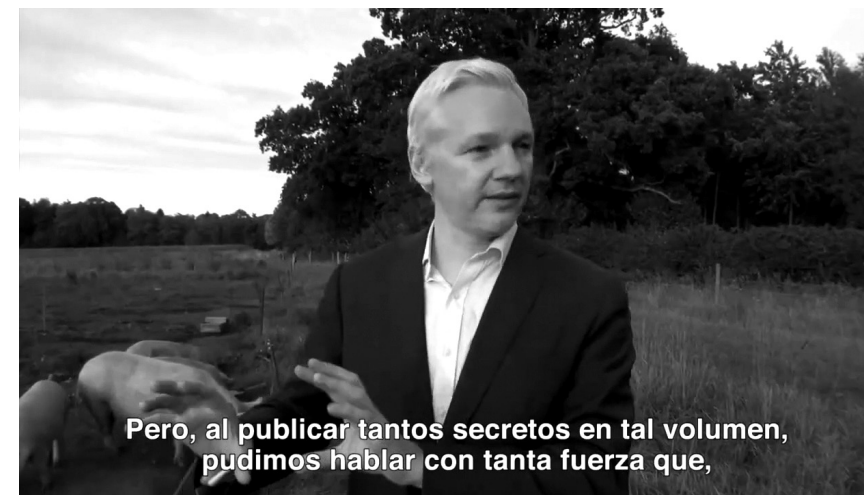 Pero, al publicar tantos secretos en tal volumen,
pudimos hablar con tanta fuerza que,